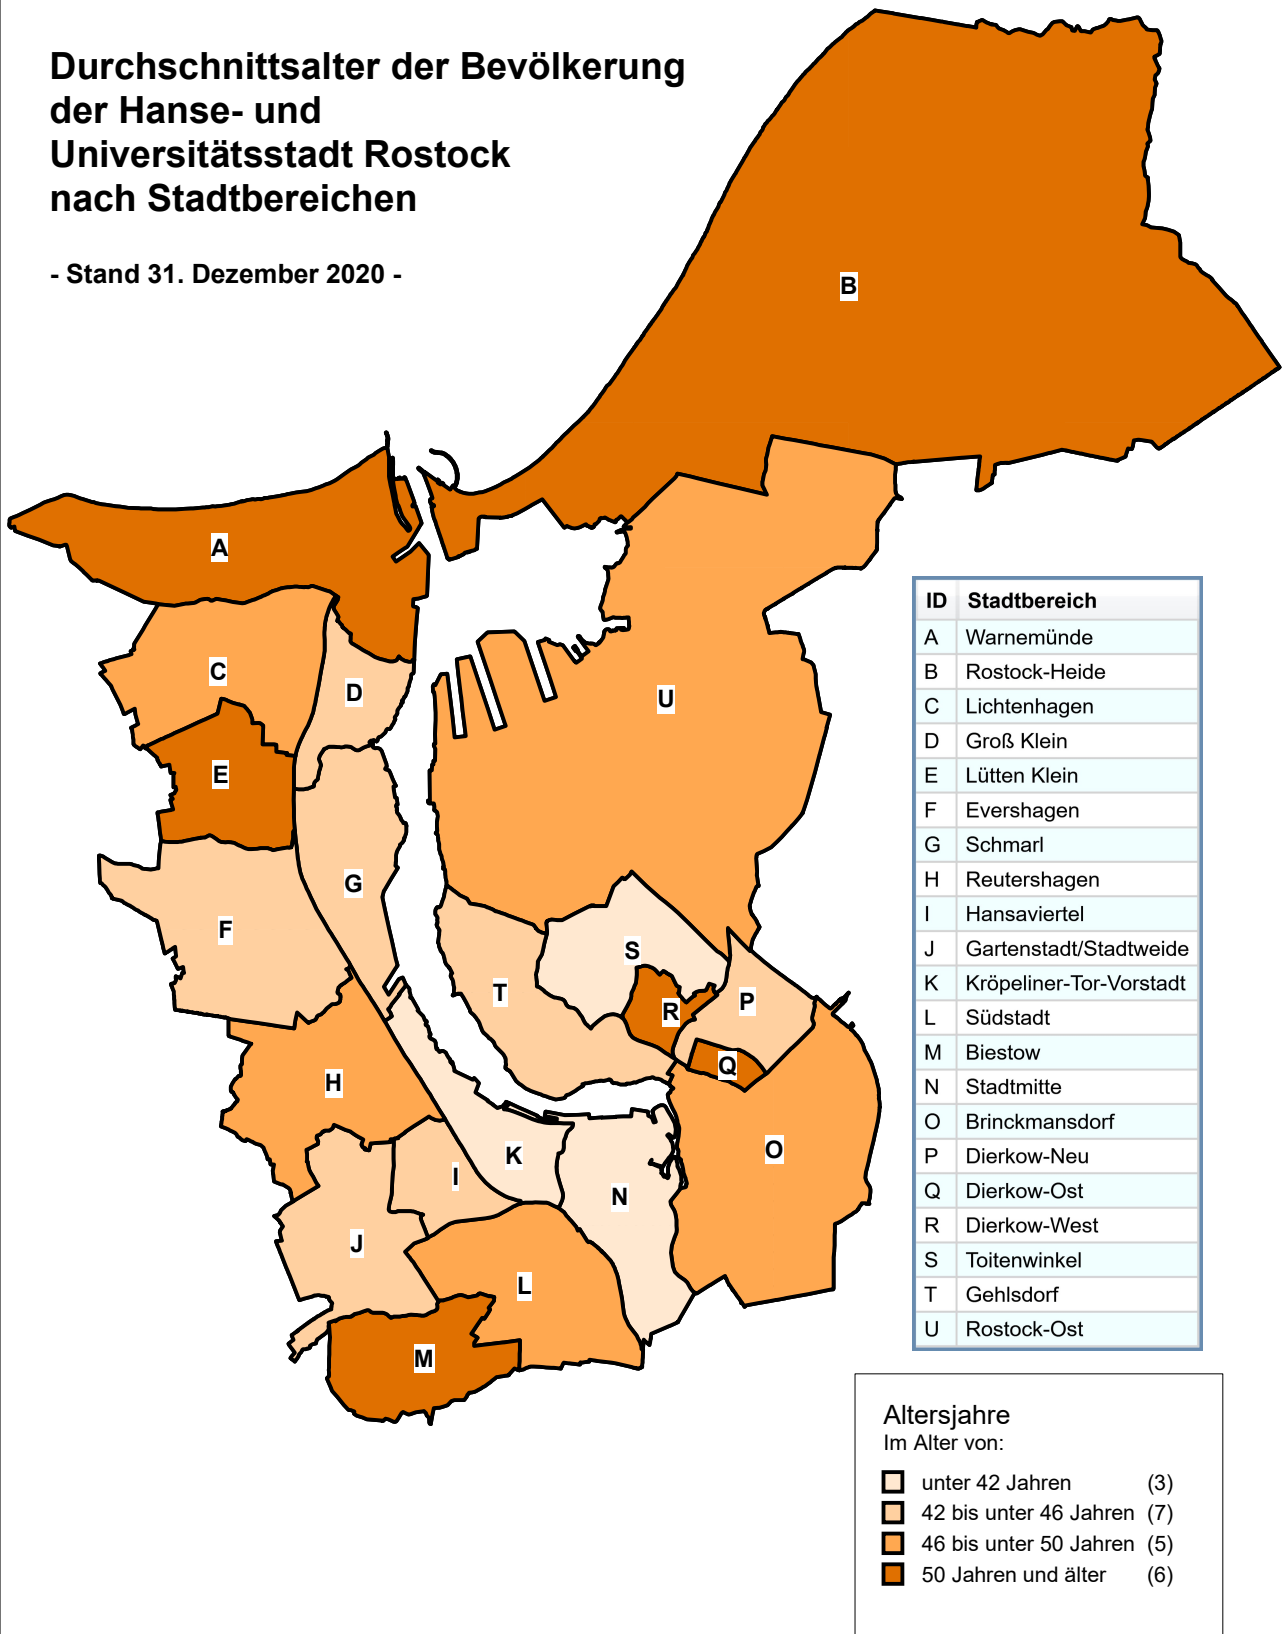 Durchschnittsalter der Bevölkerung
der Hanse- und
Universitätsstadt Rostock
nach Stadtbereichen
- Stand 31. Dezember 2020 -
B
A
C
D
U
E
G
F
S
T
R
P
Q
H
K
O
I
N
J
L
M
ID Stadtbereich
A Warnemünde
B Rostock-Heide
C Lichtenhagen
D Groß Klein
E Lütten Klein
F Evershagen
G Schmarl
H Reutershagen
I Hansaviertel
J Gartenstadt/Stadtweide
K Kröpeliner-Tor-Vorstadt
L Südstadt
M Biestow
N Stadtmitte
O Brinckmansdorf
P Dierkow-Neu
Q Dierkow-Ost
R Dierkow-West
S Toitenwinkel
T Gehlsdorf
U Rostock-Ost
Altersjahre
Im Alter von:
unter 42 Jahren (3)
42 bis unter 46 Jahren (7)
46 bis unter 50 Jahren (5)
50 Jahren und älter (6)